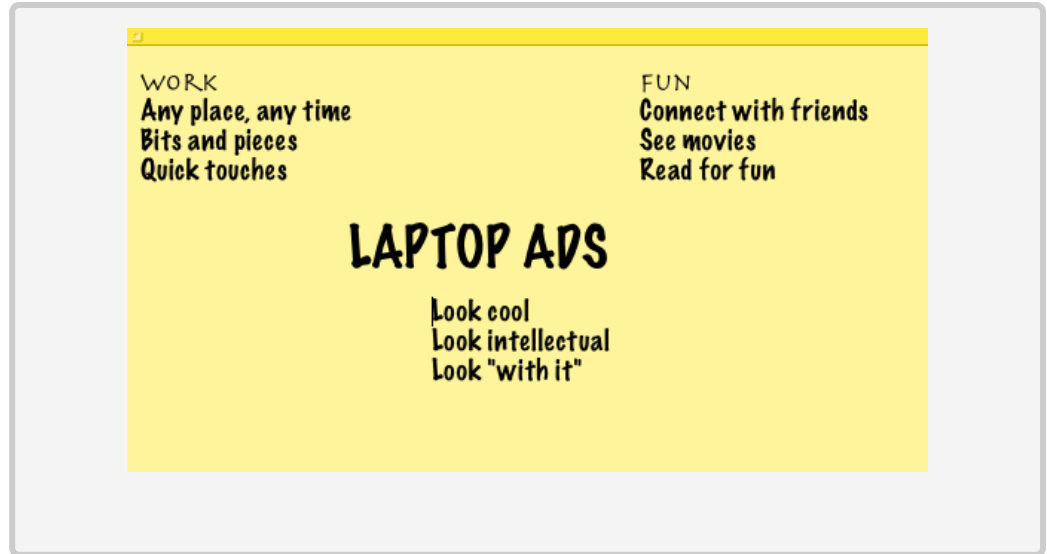 WORK
Any place, any time
Bits and pieces
Quick touches
FUN
Connect with friends
See movies
Read for fun
LAPTOP ADS
Look cool
Look intellectual
Look "with it"